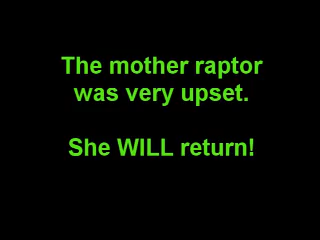 The mother raptor
was very upset.
She WILL return!